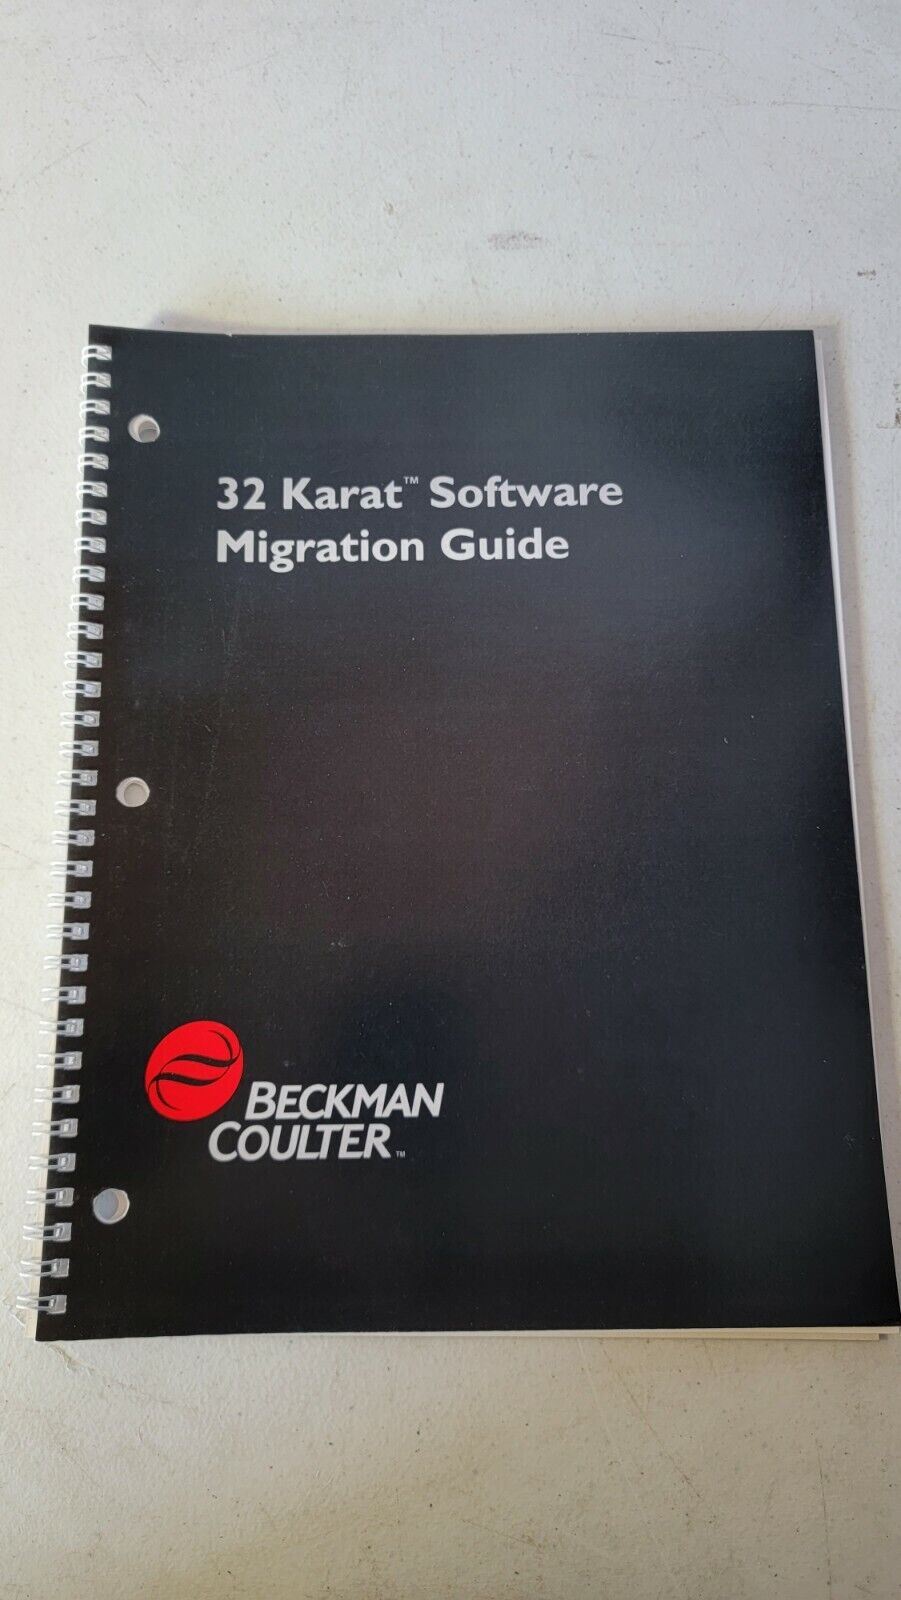 32 Karat™ Software
Migration Guide
BECKMAN
COULTER™